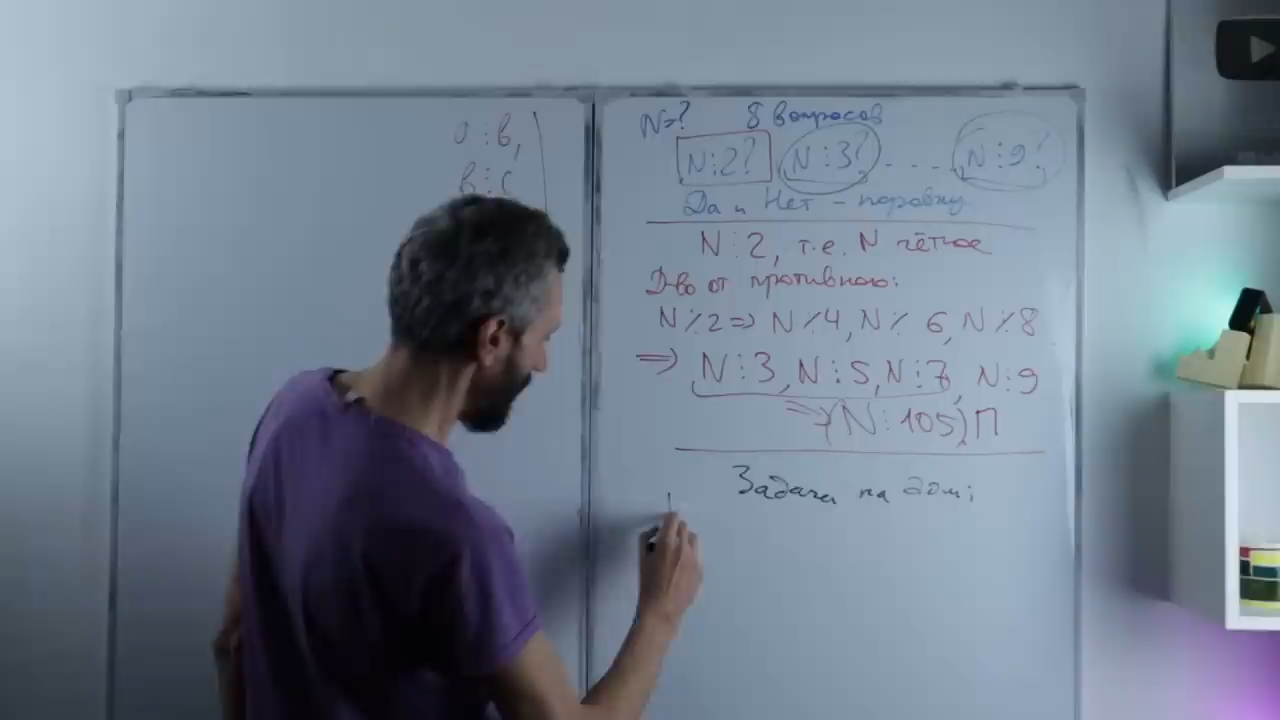 а⋮в,
в⋮с
N=? 8 вопросов
N⋮2? N⋮3? .... N⋮9?
Да и Нет - поровну
N⋮2, т.е. N чётное
Д-во от противного:
N⋮̸2 => N⋮̸4, N⋮̸6, N⋮̸8
=> N⋮3, N⋮5, N⋮7, N⋮9
=> (N⋮105) П
Задача на дом: